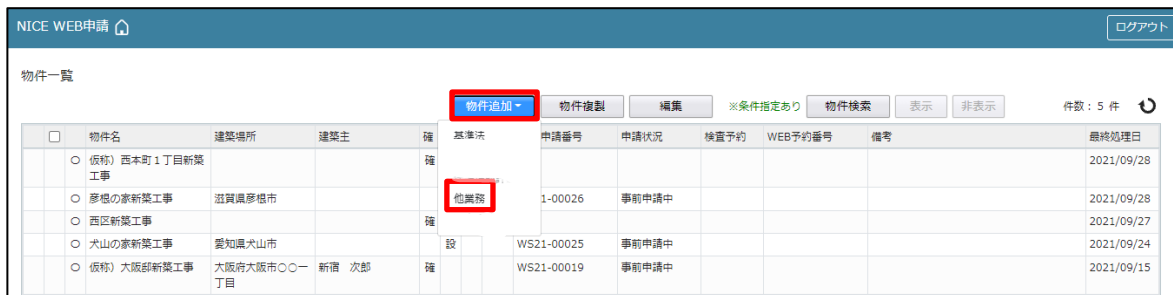 NICE WEB申請
ログアウト
物件一覧
物件追加 物件複製 編集 ※条件指定あり 物件検索 表示 非表示 件数：5 件
物件名 建築場所 建築主 確 申請番号 申請状況 検査予約 WEB予約番号 備考 最終処理日
基準法
他業務
仮称）西本町１丁目新築工事 確 2021/09/28
彦根の家新築工事 滋賀県彦根市 1-00026 事前申請中 2021/09/28
西区新築工事 確 2021/09/27
犬山の家新築工事 愛知県犬山市 設 WS21-00025 事前申請中 2021/09/24
仮称）大阪邸新築工事 大阪府大阪市○○一丁目 新宿　次郎 確 WS21-00019 事前申請中 2021/09/15